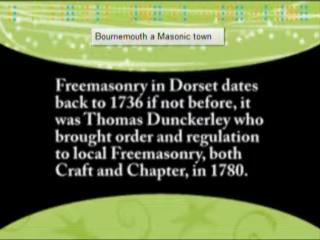 Bournemouth a Masonic town
Freemasonry in Dorset dates
back to 1736 if not before, it
was Thomas Dunckerley who
brought order and regulation
to local Freemasonry, both
Craft and Chapter, in 1780.